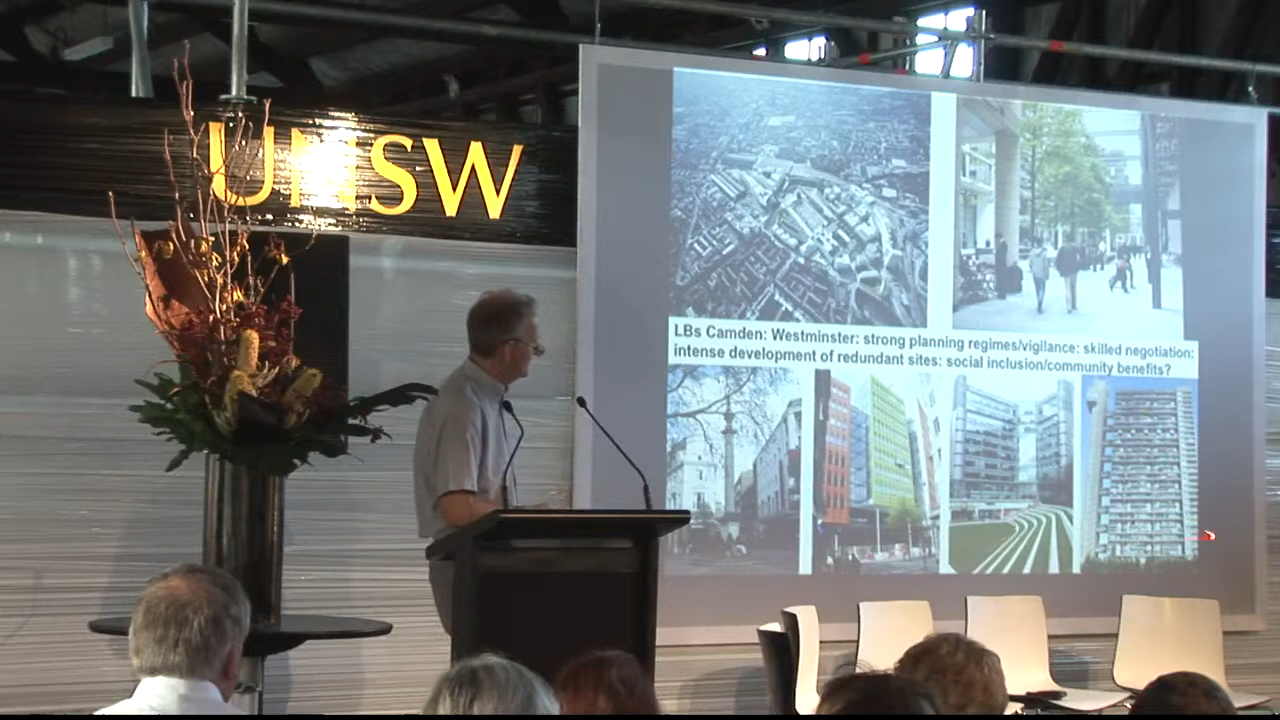 UNSW
LBs Camden: Westminster: strong planning regimes/vigilance: skilled negotiation:
intense development of redundant sites: social inclusion/community benefits?